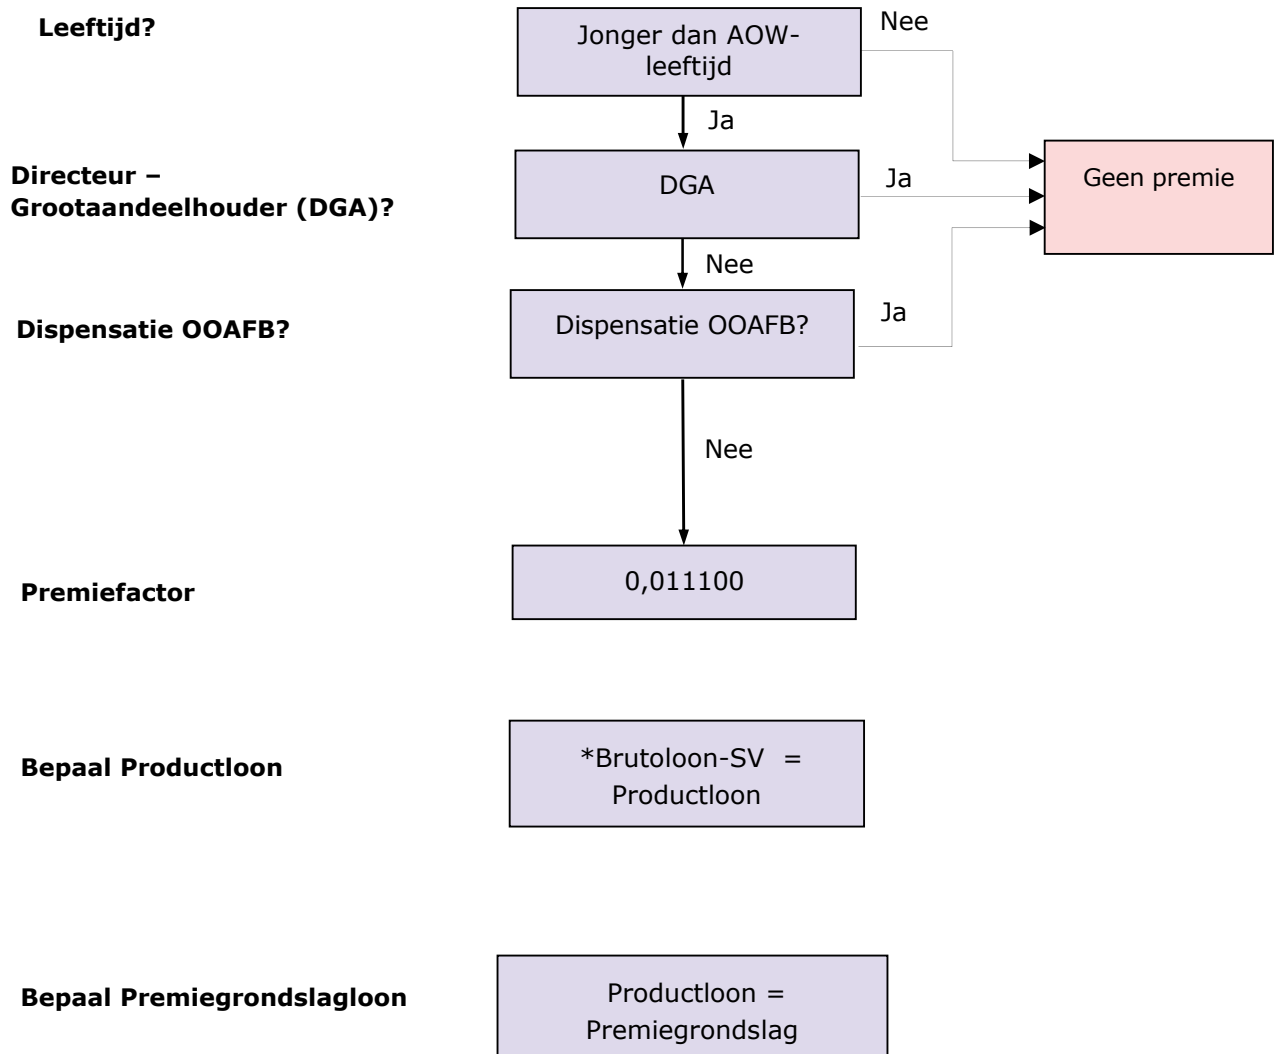 Leeftijd?
Jonger dan AOW-
leeftijd
Nee
Ja
Directeur –
Grootaandeelhouder (DGA)?
DGA
Ja
Geen premie
Nee
Dispensatie OOAFB?
Dispensatie OOAFB?
Ja
Nee
Premiefactor
0,011100
Bepaal Productloon
*Brutoloon-SV =
Productloon
Bepaal Premiegrondslagloon
Productloon =
Premiegrondslag